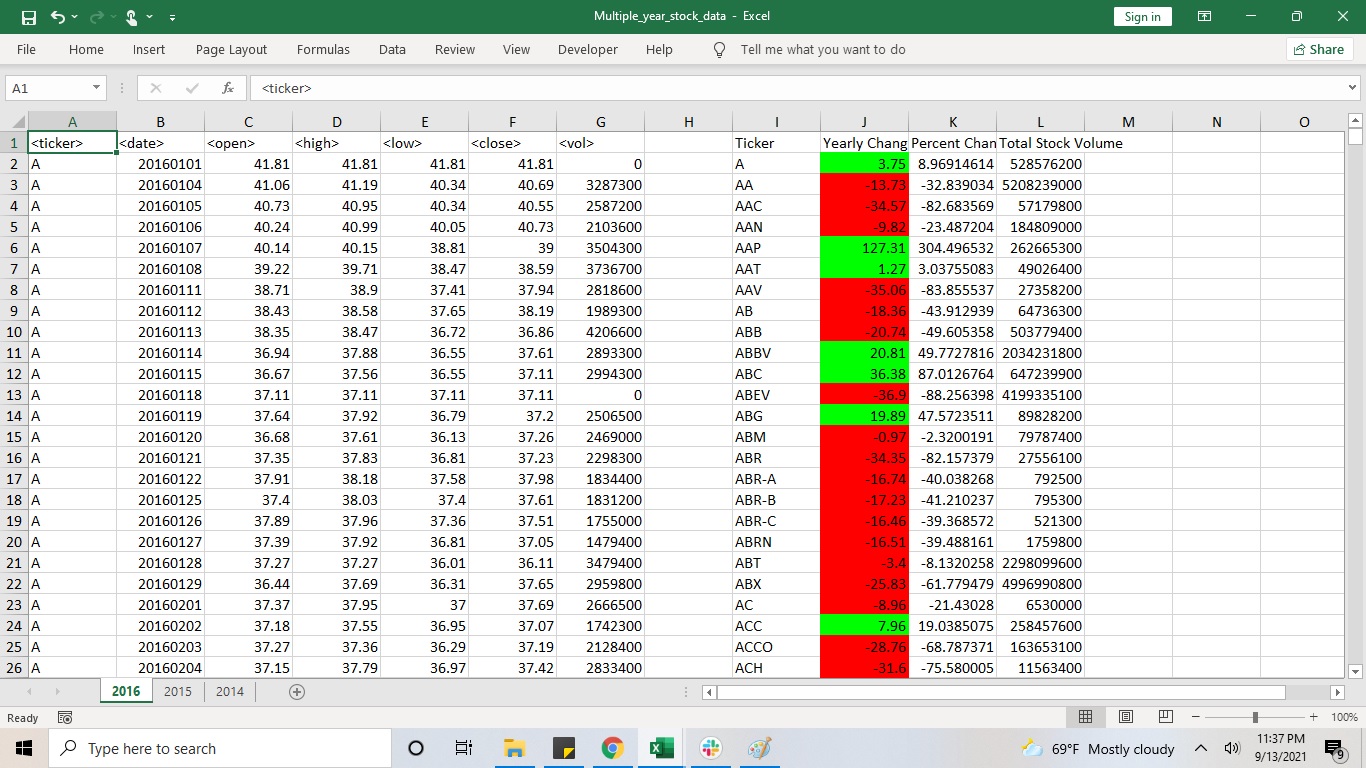 Multiple_year_stock_data - Excel Sign in
File Home Insert Page Layout Formulas Data Review View Developer Help Tell me what you want to do Share
A1 fx <ticker>
A B C D E F G H I J K L M N O
1 <ticker> <date> <open> <high> <low> <close> <vol> Ticker Yearly Chang Percent Chan Total Stock Volume
2 A 20160101 41.81 41.81 41.81 41.81 0 A 3.75 8.96914614 528576200
3 A 20160104 41.06 41.19 40.34 40.69 3287300 AA -13.73 -32.839034 5208239000
4 A 20160105 40.73 40.95 40.34 40.55 2587200 AAC -34.57 -82.683569 57179800
5 A 20160106 40.24 40.99 40.05 40.73 2103600 AAN -9.82 -23.487204 184809000
6 A 20160107 40.14 40.15 38.81 39 3504300 AAP 127.31 304.496532 262665300
7 A 20160108 39.22 39.71 38.47 38.59 3736700 AAT 1.27 3.03755083 49026400
8 A 20160111 38.71 38.9 37.41 37.94 2818600 AAV -35.06 -83.855537 27358200
9 A 20160112 38.43 38.58 37.65 38.19 1989300 AB -18.36 -43.912939 64736300
10 A 20160113 38.35 38.47 36.72 36.86 4206600 ABB -20.74 -49.605358 503779400
11 A 20160114 36.94 37.88 36.55 37.61 2893300 ABBV 20.81 49.7727816 2034231800
12 A 20160115 36.67 37.56 36.55 37.11 2994300 ABC 36.38 87.0126764 647239900
13 A 20160118 37.11 37.11 37.11 37.11 0 ABEV -36.9 -88.256398 4199335100
14 A 20160119 37.64 37.92 36.79 37.2 2506500 ABG 19.89 47.5723511 89828200
15 A 20160120 36.68 37.61 36.13 37.26 2469000 ABM -0.97 -2.3200191 79787400
16 A 20160121 37.35 37.83 36.81 37.23 2298300 ABR -34.35 -82.157379 27556100
17 A 20160122 37.91 38.18 37.58 37.98 1834400 ABR-A -16.74 -40.038268 792500
18 A 20160125 37.4 38.03 37.4 37.61 1831200 ABR-B -17.23 -41.210237 795300
19 A 20160126 37.89 37.96 37.36 37.51 1755000 ABR-C -16.46 -39.368572 521300
20 A 20160127 37.39 37.92 36.81 37.05 1479400 ABRN -16.51 -39.488161 1759800
21 A 20160128 37.27 37.27 36.01 36.11 3479400 ABT -3.4 -8.1320258 2298099600
22 A 20160129 36.44 37.69 36.31 37.65 2959800 ABX -25.83 -61.779479 4996990800
23 A 20160201 37.37 37.95 37 37.69 2666500 AC -8.96 -21.43028 6530000
24 A 20160202 37.18 37.55 36.95 37.07 1742300 ACC 7.96 19.0385075 258457600
25 A 20160203 37.27 37.36 36.29 37.19 2128400 ACCO -28.76 -68.787371 163653100
26 A 20160204 37.15 37.79 36.97 37.42 2833400 ACH -31.6 -75.580005 11563400
2016 2015 2014
Ready 100%
Type here to search 69°F Mostly cloudy 11:37 PM
9/13/2021 9